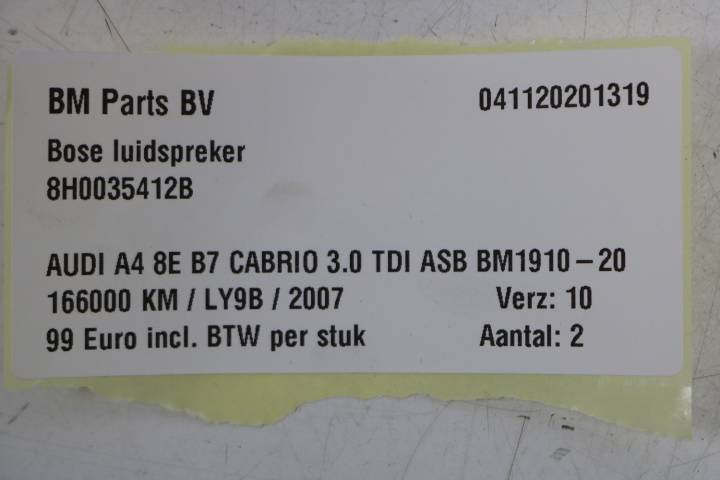 BM Parts BV 041120201319
Bose luidspreker
8H0035412B
AUDI A4 8E B7 CABRIO 3.0 TDI ASB BM1910-20
166000 KM / LY9B / 2007 Verz: 10
99 Euro incl. BTW per stuk Aantal: 2